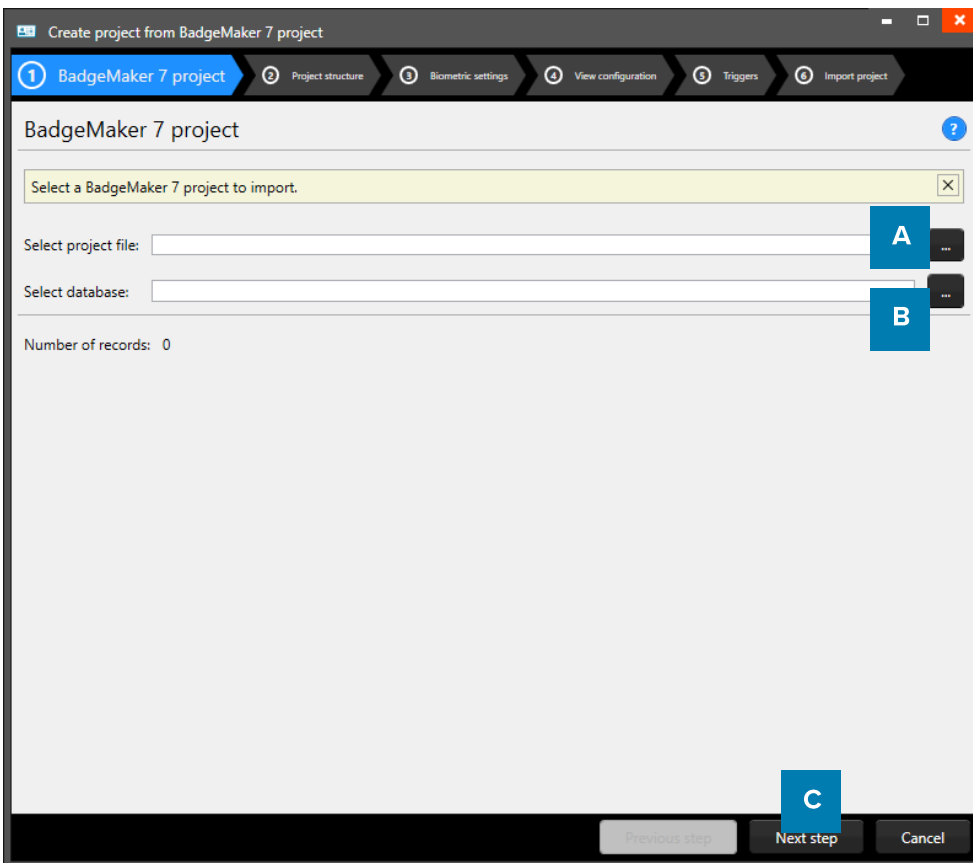 Create project from BadgeMaker 7 project
1 BadgeMaker 7 project 2 Project structure 3 Biometric settings 4 View configuration 5 Triggers 6 Import project
BadgeMaker 7 project ?
Select a BadgeMaker 7 project to import.
Select project file: A ...
Select database: ...
B
Number of records: 0
C
Previous step Next step Cancel